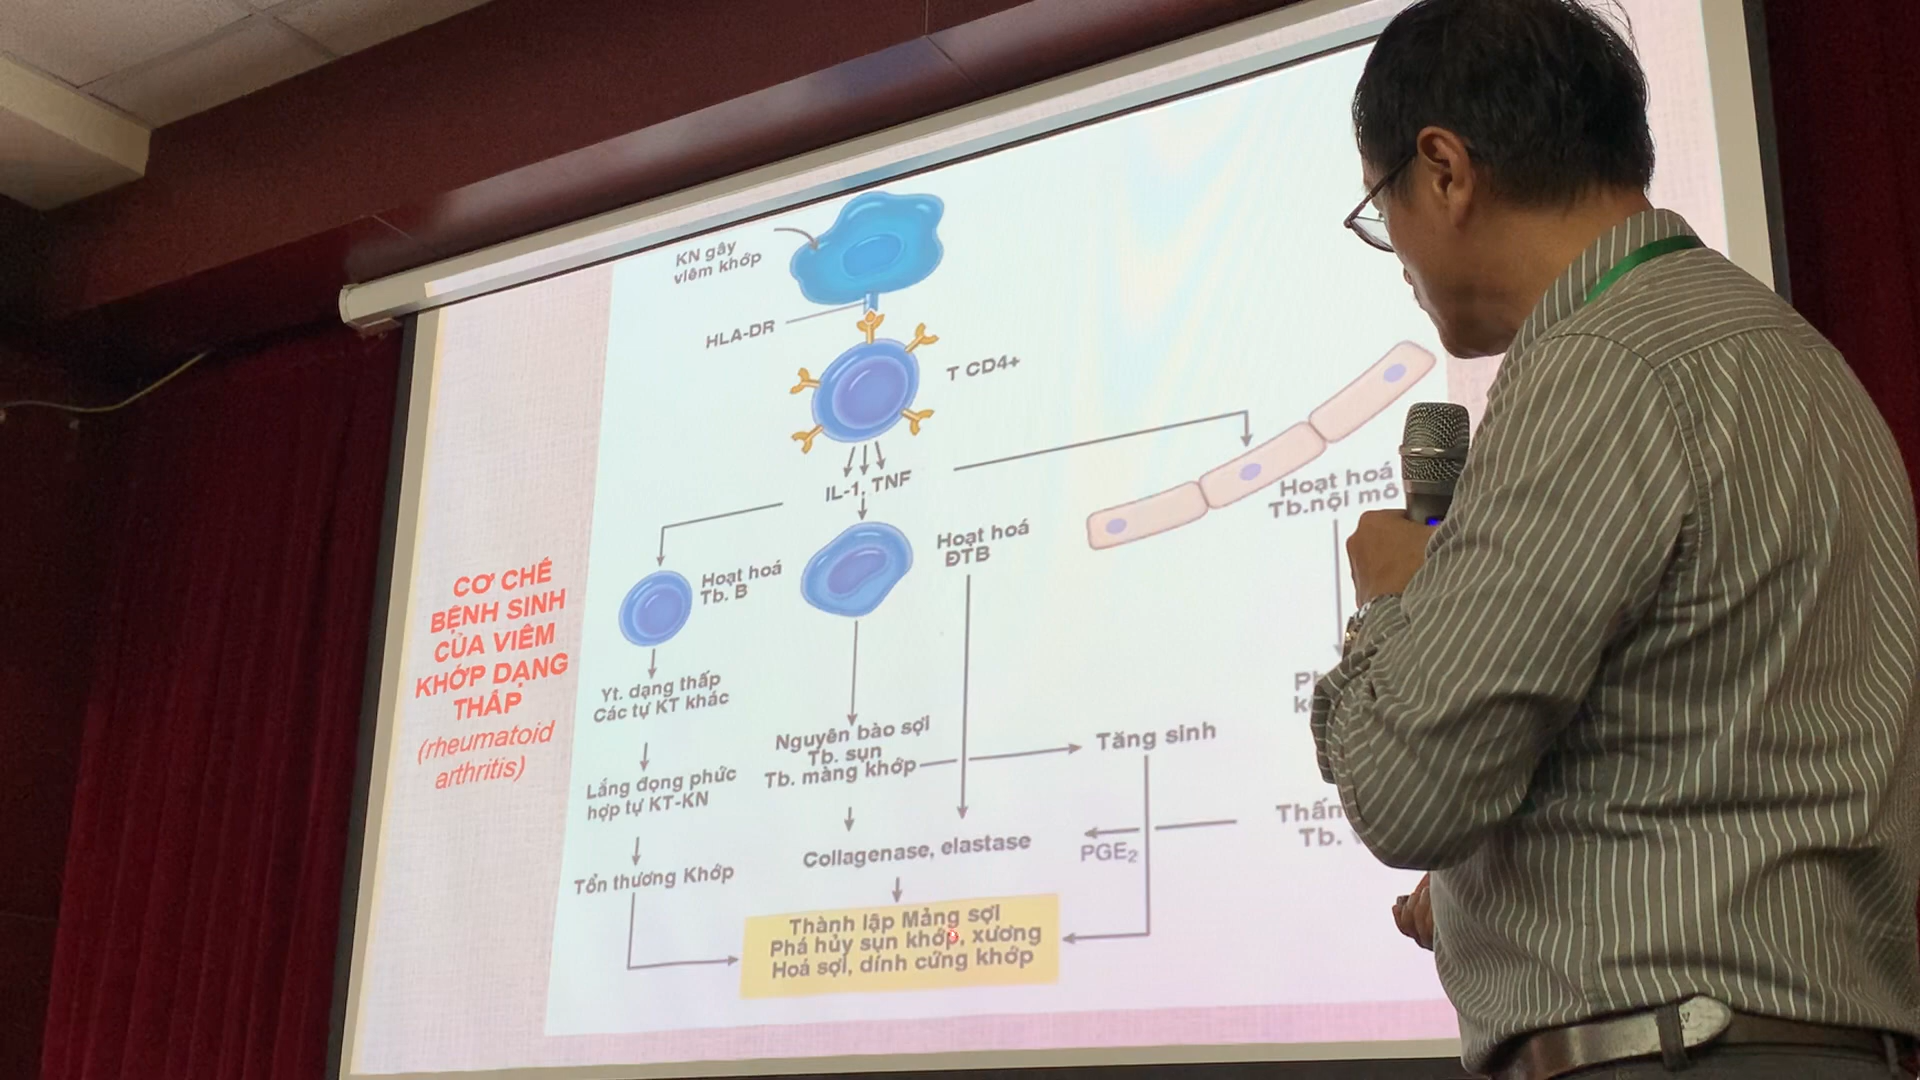 CƠ CHẾ
BỆNH SINH
CỦA VIÊM
KHỚP DẠNG
THẤP
(rheumatoid
arthritis)
KN gây
viêm khớp
HLA-DR
T CD4+
IL-1, TNF
Hoạt hoá
Tb. B
Hoạt hoá
ĐTB
Hoạt hoá
Tb.nội mô
Yt. dạng thấp
Các tự KT khác
Nguyên bào sợi
Tb. sụn
Tb. màng khớp
Tăng sinh
Lắng đọng phức
hợp tự KT-KN
Tb.
Collagenase, elastase
PGE₂
Tổn thương Khớp
Thành lập Mảng sợi
Phá hủy sụn khớp, xương
Hoá sợi, dính cứng khớp